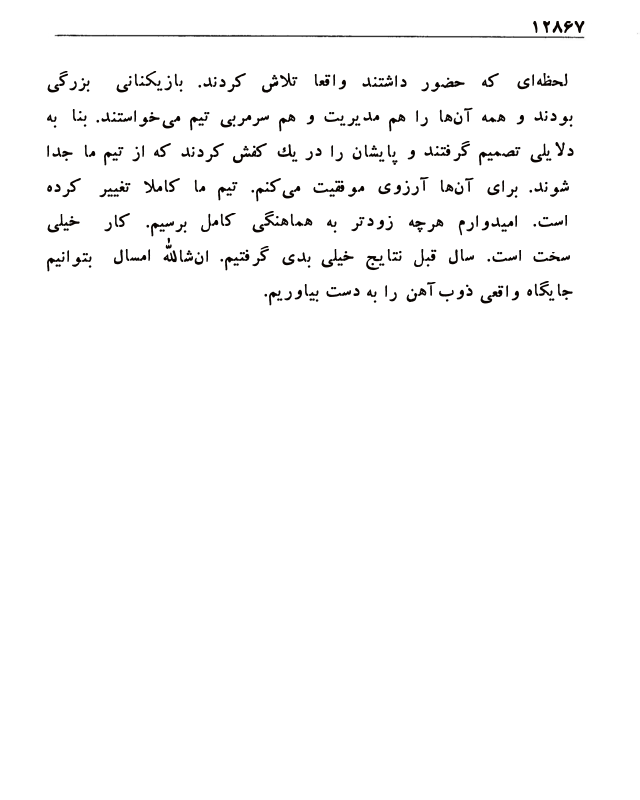 ۱۲۸۶۷
لحظه‌ای که حضور داشتند واقعا تلاش کردند. بازیکنانی بزرگی
بودند و همه آن‌ها را هم مدیریت و هم سرمربی تیم می‌خواستند. بنا به
دلایلی تصمیم گرفتند و پایشان را در یك کفش کردند که از تیم ما جدا
شوند. برای آن‌ها آرزوی موفقیت می‌کنم. تیم ما کاملا تغییر کرده
است. امیدوارم هرچه زودتر به هماهنگی کامل برسیم. کار خیلی
سخت است. سال قبل نتایج خیلی بدی گرفتیم. ان‌شاالله امسال بتوانیم
جایگاه واقعی ذوب‌آهن را به دست بیاوریم.